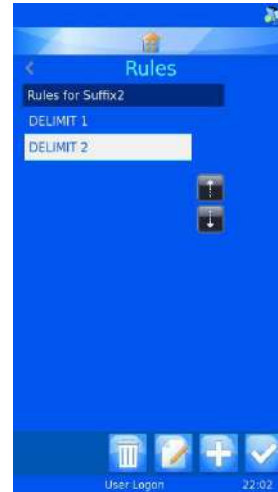 Rules
Rules for Suffix2
DELIMIT 1
DELIMIT 2
User Logon
22:02